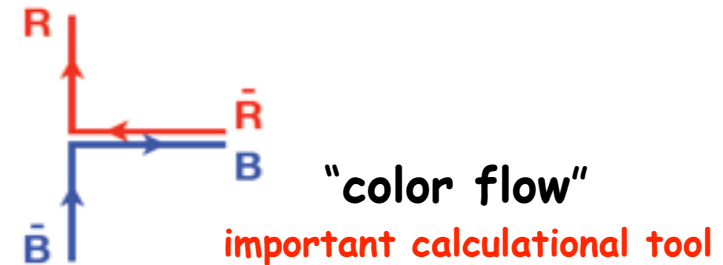 R
R̄
B
B̄
"color flow"
important calculational tool